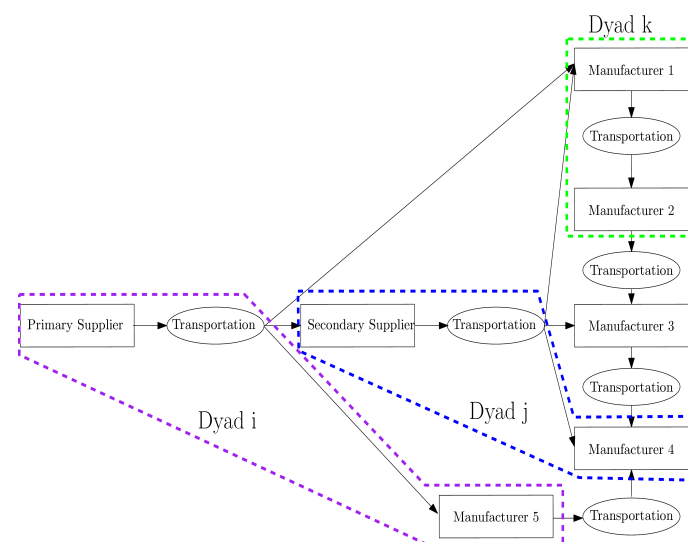 Dyad k
Manufacturer 1
Transportation
Manufacturer 2
Transportation
Primary Supplier
Transportation
Secondary Supplier
Transportation
Manufacturer 3
Transportation
Dyad i
Dyad j
Manufacturer 4
Manufacturer 5
Transportation